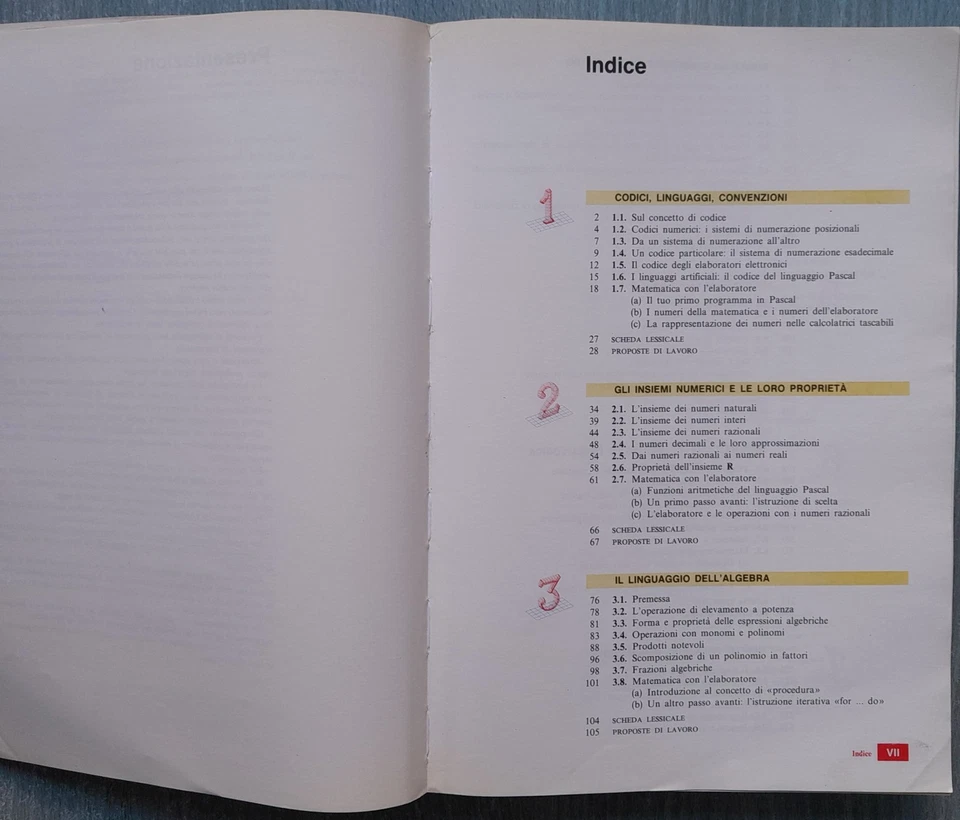 Indice
1
CODICI, LINGUAGGI, CONVENZIONI
2 1.1. Sul concetto di codice
4 1.2. Codici numerici: i sistemi di numerazione posizionali
7 1.3. Da un sistema di numerazione all'altro
9 1.4. Un codice particolare: il sistema di numerazione esadecimale
12 1.5. Il codice degli elaboratori elettronici
15 1.6. I linguaggi artificiali: il codice del linguaggio Pascal
18 1.7. Matematica con l'elaboratore
(a) Il tuo primo programma in Pascal
(b) I numeri della matematica e i numeri dell'elaboratore
(c) La rappresentazione dei numeri nelle calcolatrici tascabili
27 SCHEDA LESSICALE
28 PROPOSTE DI LAVORO
2
GLI INSIEMI NUMERICI E LE LORO PROPRIETÀ
34 2.1. L'insieme dei numeri naturali
39 2.2. L'insieme dei numeri interi
44 2.3. L'insieme dei numeri razionali
48 2.4. I numeri decimali e le loro approssimazioni
54 2.5. Dai numeri razionali ai numeri reali
58 2.6. Proprietà dell'insieme R
61 2.7. Matematica con l'elaboratore
(a) Funzioni aritmetiche del linguaggio Pascal
(b) Un primo passo avanti: l'istruzione di scelta
(c) L'elaboratore e le operazioni con i numeri razionali
66 SCHEDA LESSICALE
67 PROPOSTE DI LAVORO
3
IL LINGUAGGIO DELL'ALGEBRA
76 3.1. Premessa
78 3.2. L'operazione di elevamento a potenza
81 3.3. Forma e proprietà delle espressioni algebriche
83 3.4. Operazioni con monomi e polinomi
88 3.5. Prodotti notevoli
96 3.6. Scomposizione di un polinomio in fattori
98 3.7. Frazioni algebriche
101 3.8. Matematica con l'elaboratore
(a) Introduzione al concetto di «procedura»
(b) Un altro passo avanti: l'istruzione iterativa «for ... do»
104 SCHEDA LESSICALE
105 PROPOSTE DI LAVORO
Indice VII